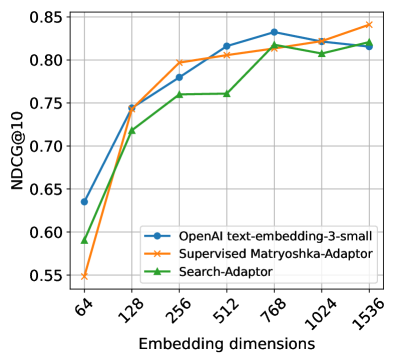 0.85
0.80
0.75
0.70
0.65
0.60
0.55
NDCG@10
OpenAI text-embedding-3-small
Supervised Matryoshka-Adaptor
Search-Adaptor
64
128
256
512
768
1024
1536
Embedding dimensions